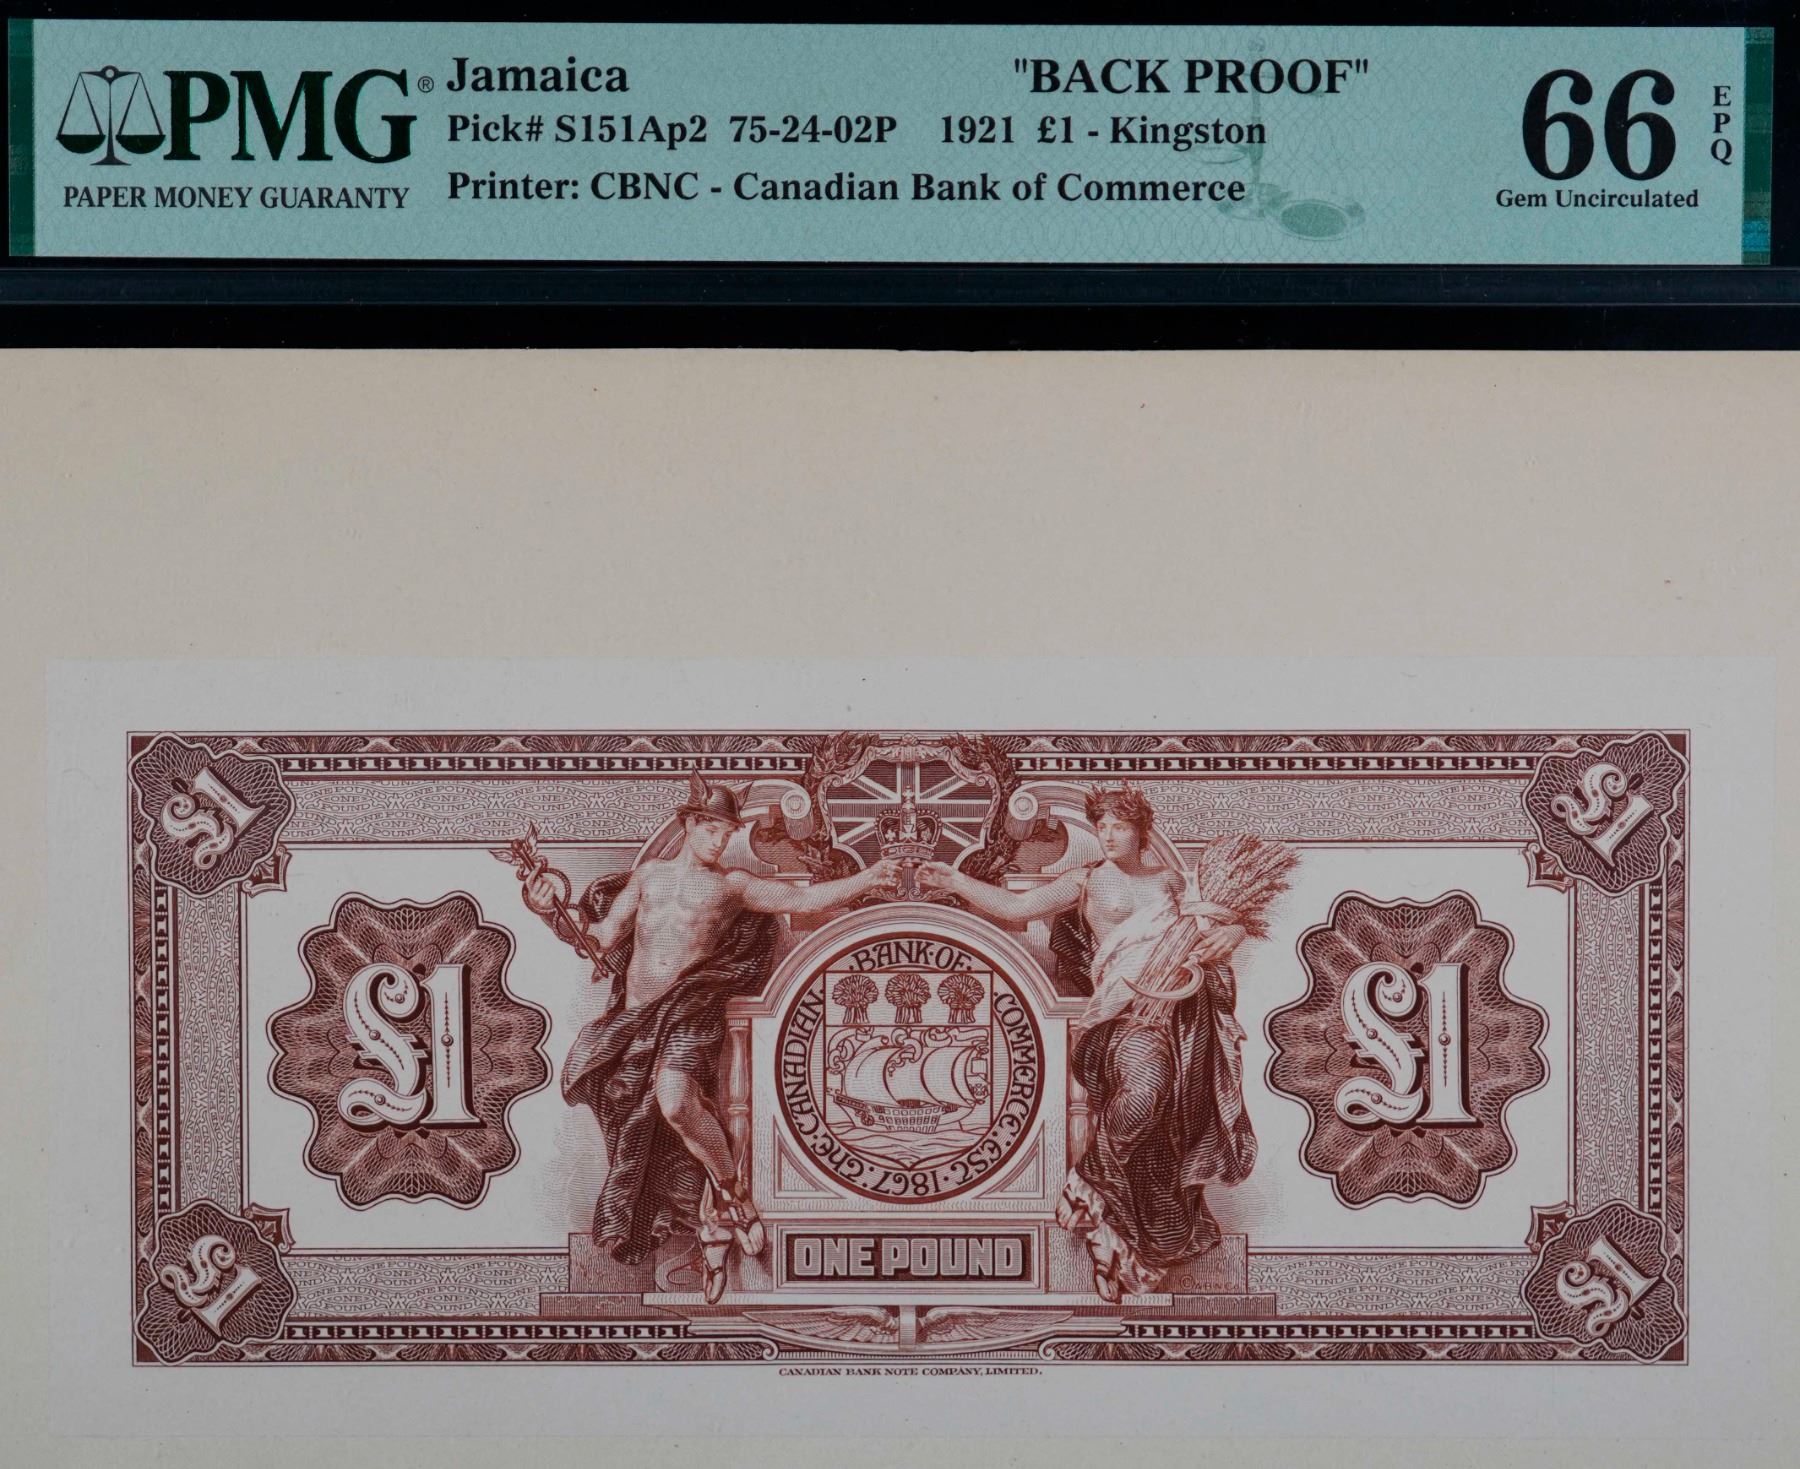 PMG®
PAPER MONEY GUARANTY
Jamaica "BACK PROOF"
Pick# S151Ap2 75-24-02P 1921 £1 - Kingston
Printer: CBNC - Canadian Bank of Commerce
66
EPQ
Gem Uncirculated
£1
£1
£1
£1
THE · CANADIAN · BANK · OF · COMMERCE · EST · 1867 ·
ONE POUND
£1
£1
CANADIAN BANK NOTE COMPANY, LIMITED.